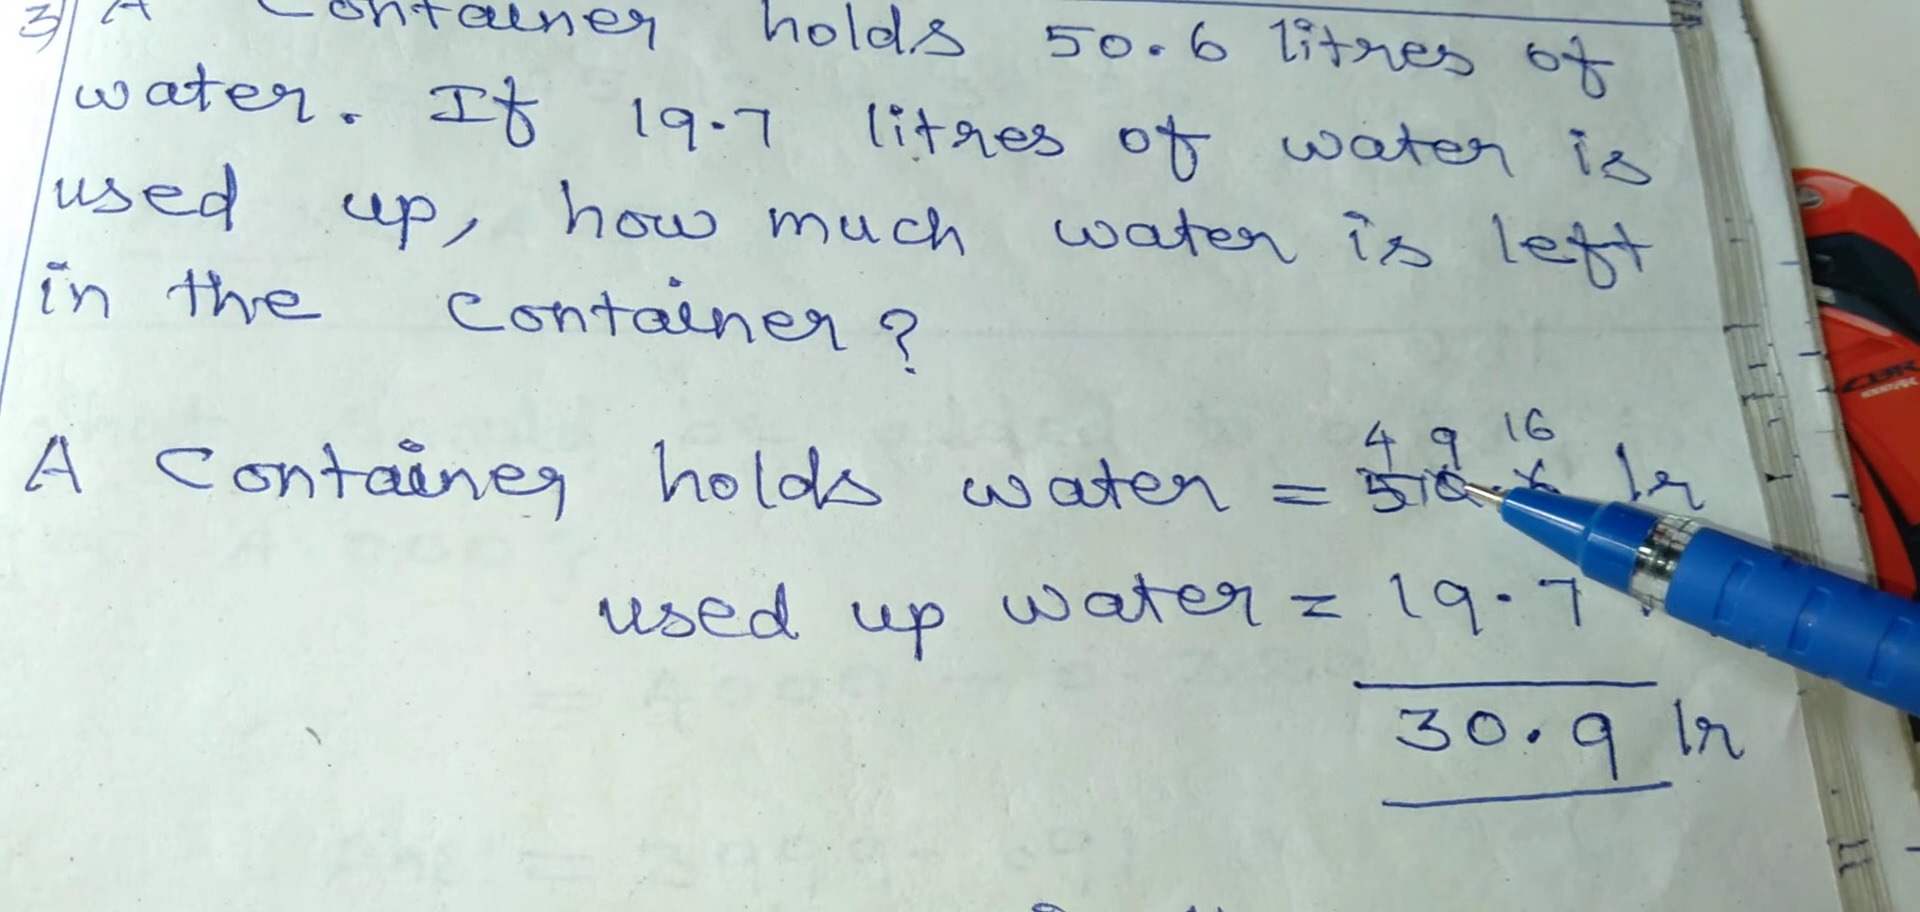 3) A Container holds 50.6 litres of
water. If 19.7 litres of water is
used up, how much water is left
in the Container?
4 9 16
A Container holds water = 50.6 lr
used up water = 19.7
30.9 lr